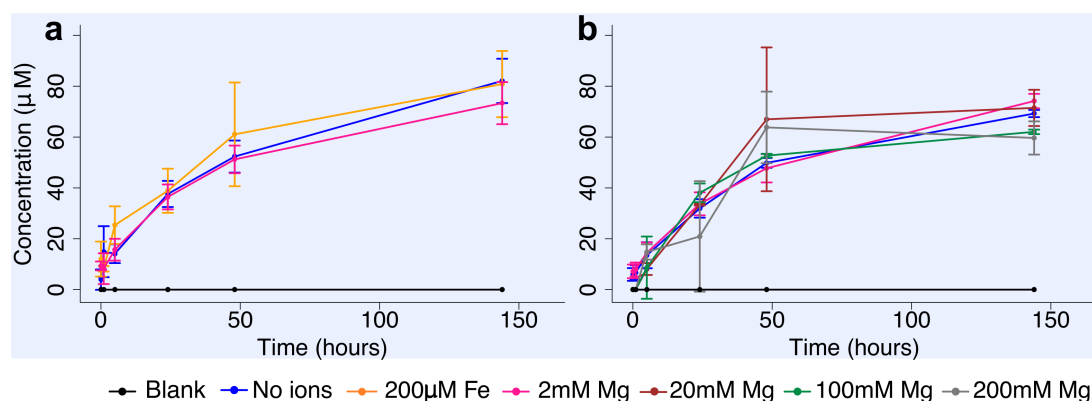 a
b
Concentration (µ M)
0 20 40 60 80
0 20 40 60 80
0 50 100 150
0 50 100 150
Time (hours)
Time (hours)
Blank No ions 200µM Fe 2mM Mg 20mM Mg 100mM Mg 200mM Mg